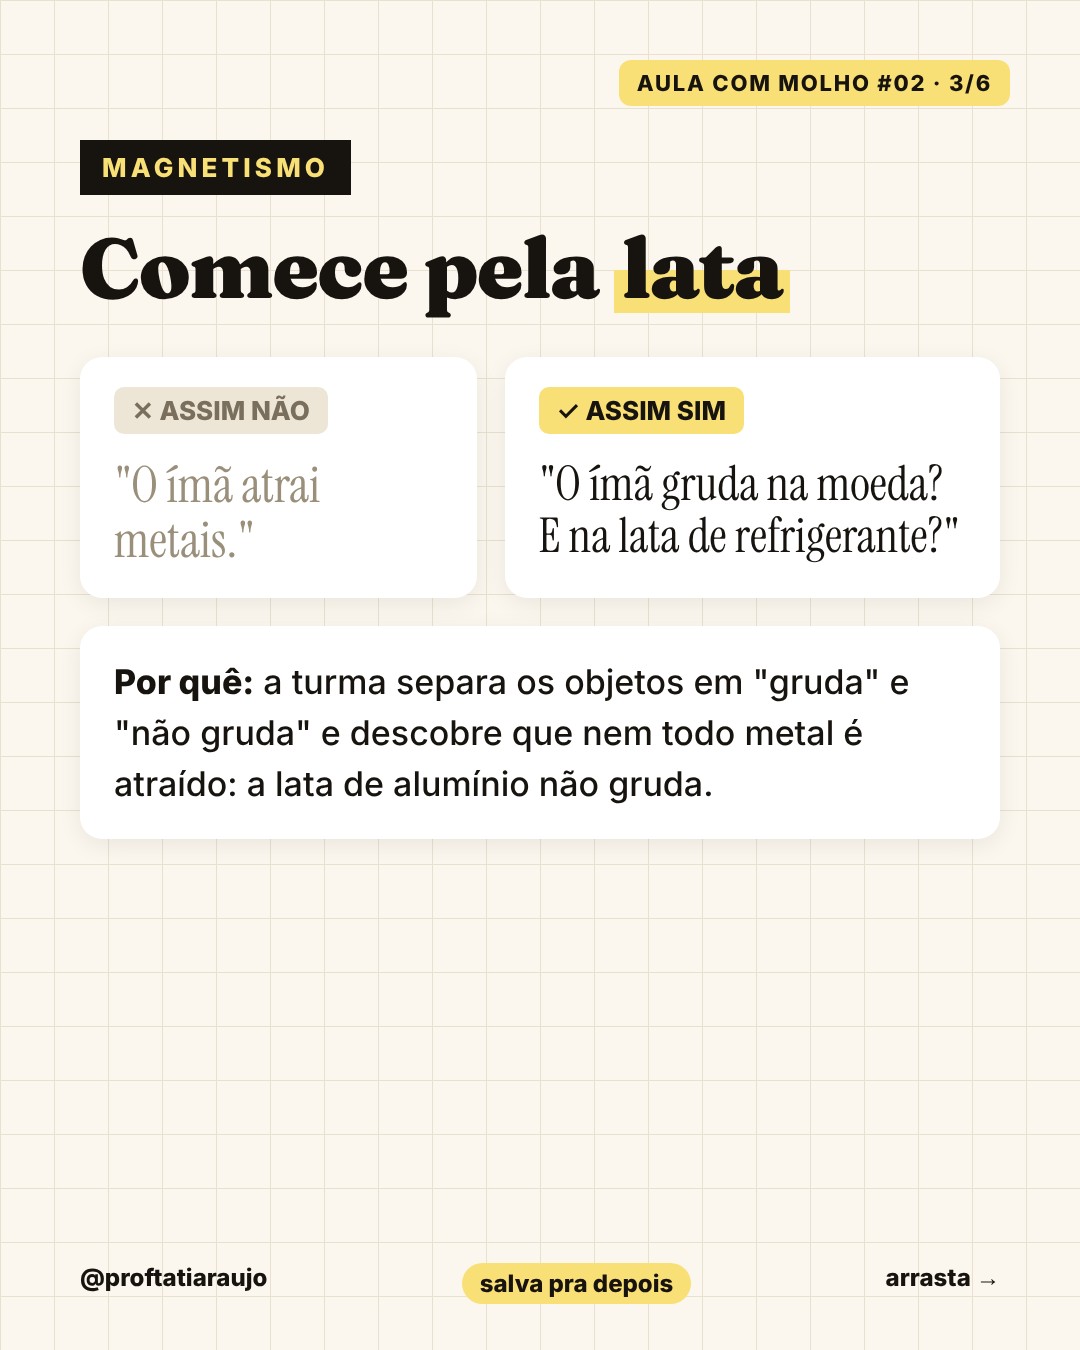 AULA COM MOLHO #02 · 3/6
MAGNETISMO
Comece pela lata
✕ ASSIM NÃO
"O ímã atrai
metais."
✓ ASSIM SIM
"O ímã gruda na moeda?
E na lata de refrigerante?"
Por quê: a turma separa os objetos em "gruda" e
"não gruda" e descobre que nem todo metal é
atraído: a lata de alumínio não gruda.
@proftatiaraujo
salva pra depois
arrasta →